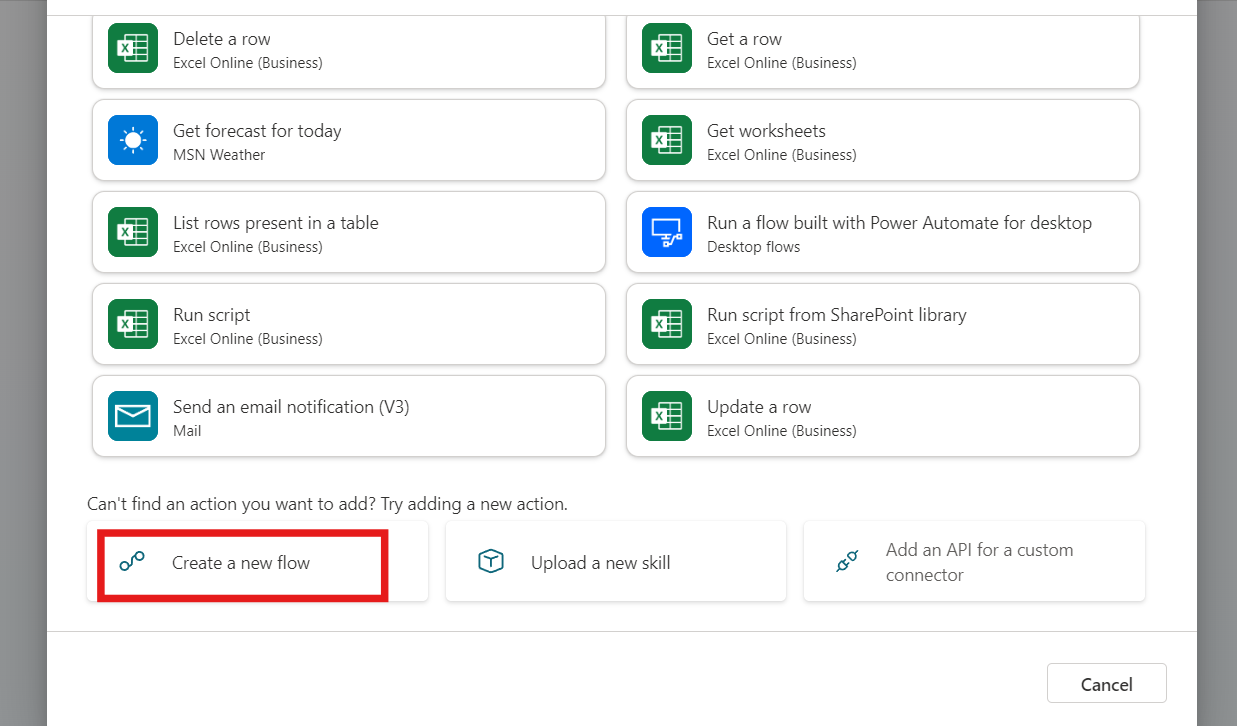 Delete a row
Excel Online (Business)
Get a row
Excel Online (Business)
Get forecast for today
MSN Weather
Get worksheets
Excel Online (Business)
List rows present in a table
Excel Online (Business)
Run a flow built with Power Automate for desktop
Desktop flows
Run script
Excel Online (Business)
Run script from SharePoint library
Excel Online (Business)
Send an email notification (V3)
Mail
Update a row
Excel Online (Business)
Can't find an action you want to add? Try adding a new action.
Create a new flow
Upload a new skill
Add an API for a custom
connector
Cancel